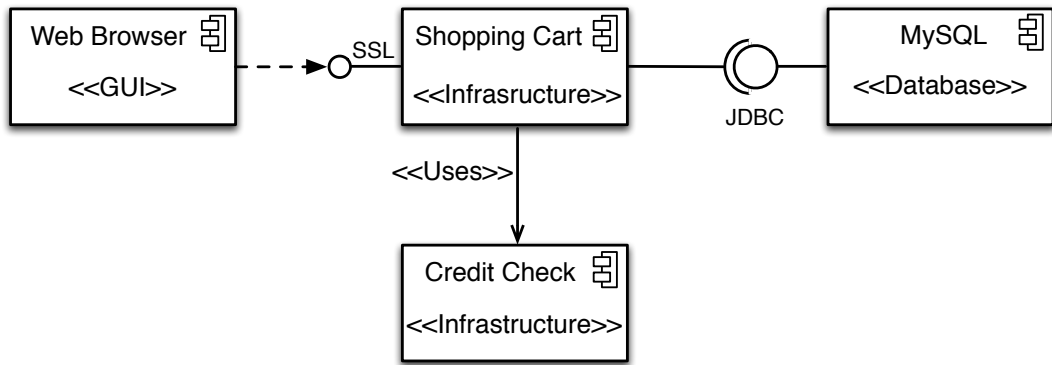 Web Browser
<<GUI>>
SSL
Shopping Cart
<<Infrasructure>>
JDBC
MySQL
<<Database>>
<<Uses>>
Credit Check
<<Infrastructure>>